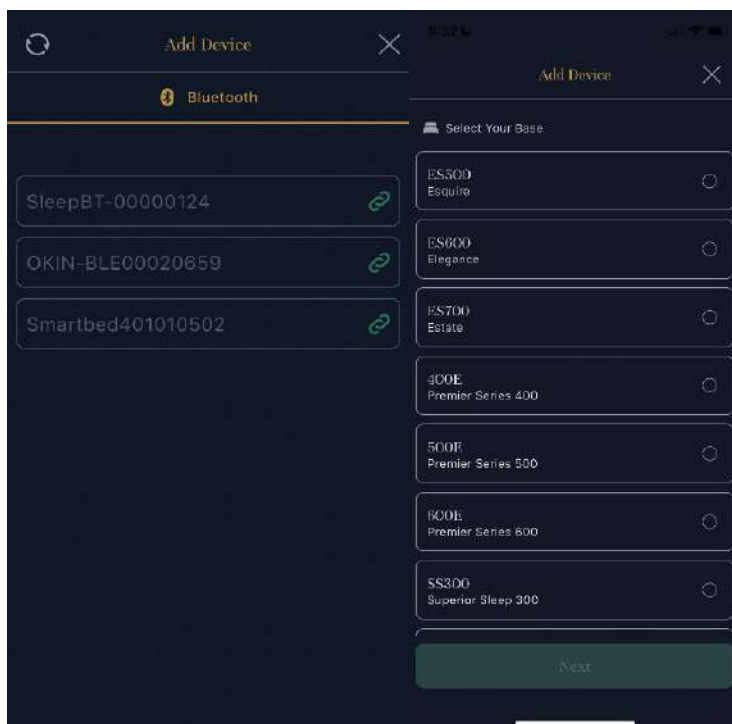 Add Device
Bluetooth
SleepBT-00000124
OKIN-BLE00020659
Smartbed401010502
Add Device
Select Your Base
ES500
Esquire
ES600
Elegance
ES700
Estate
400E
Premier Series 400
500E
Premier Series 500
600E
Premier Series 600
SS300
Superior Sleep 300
Next